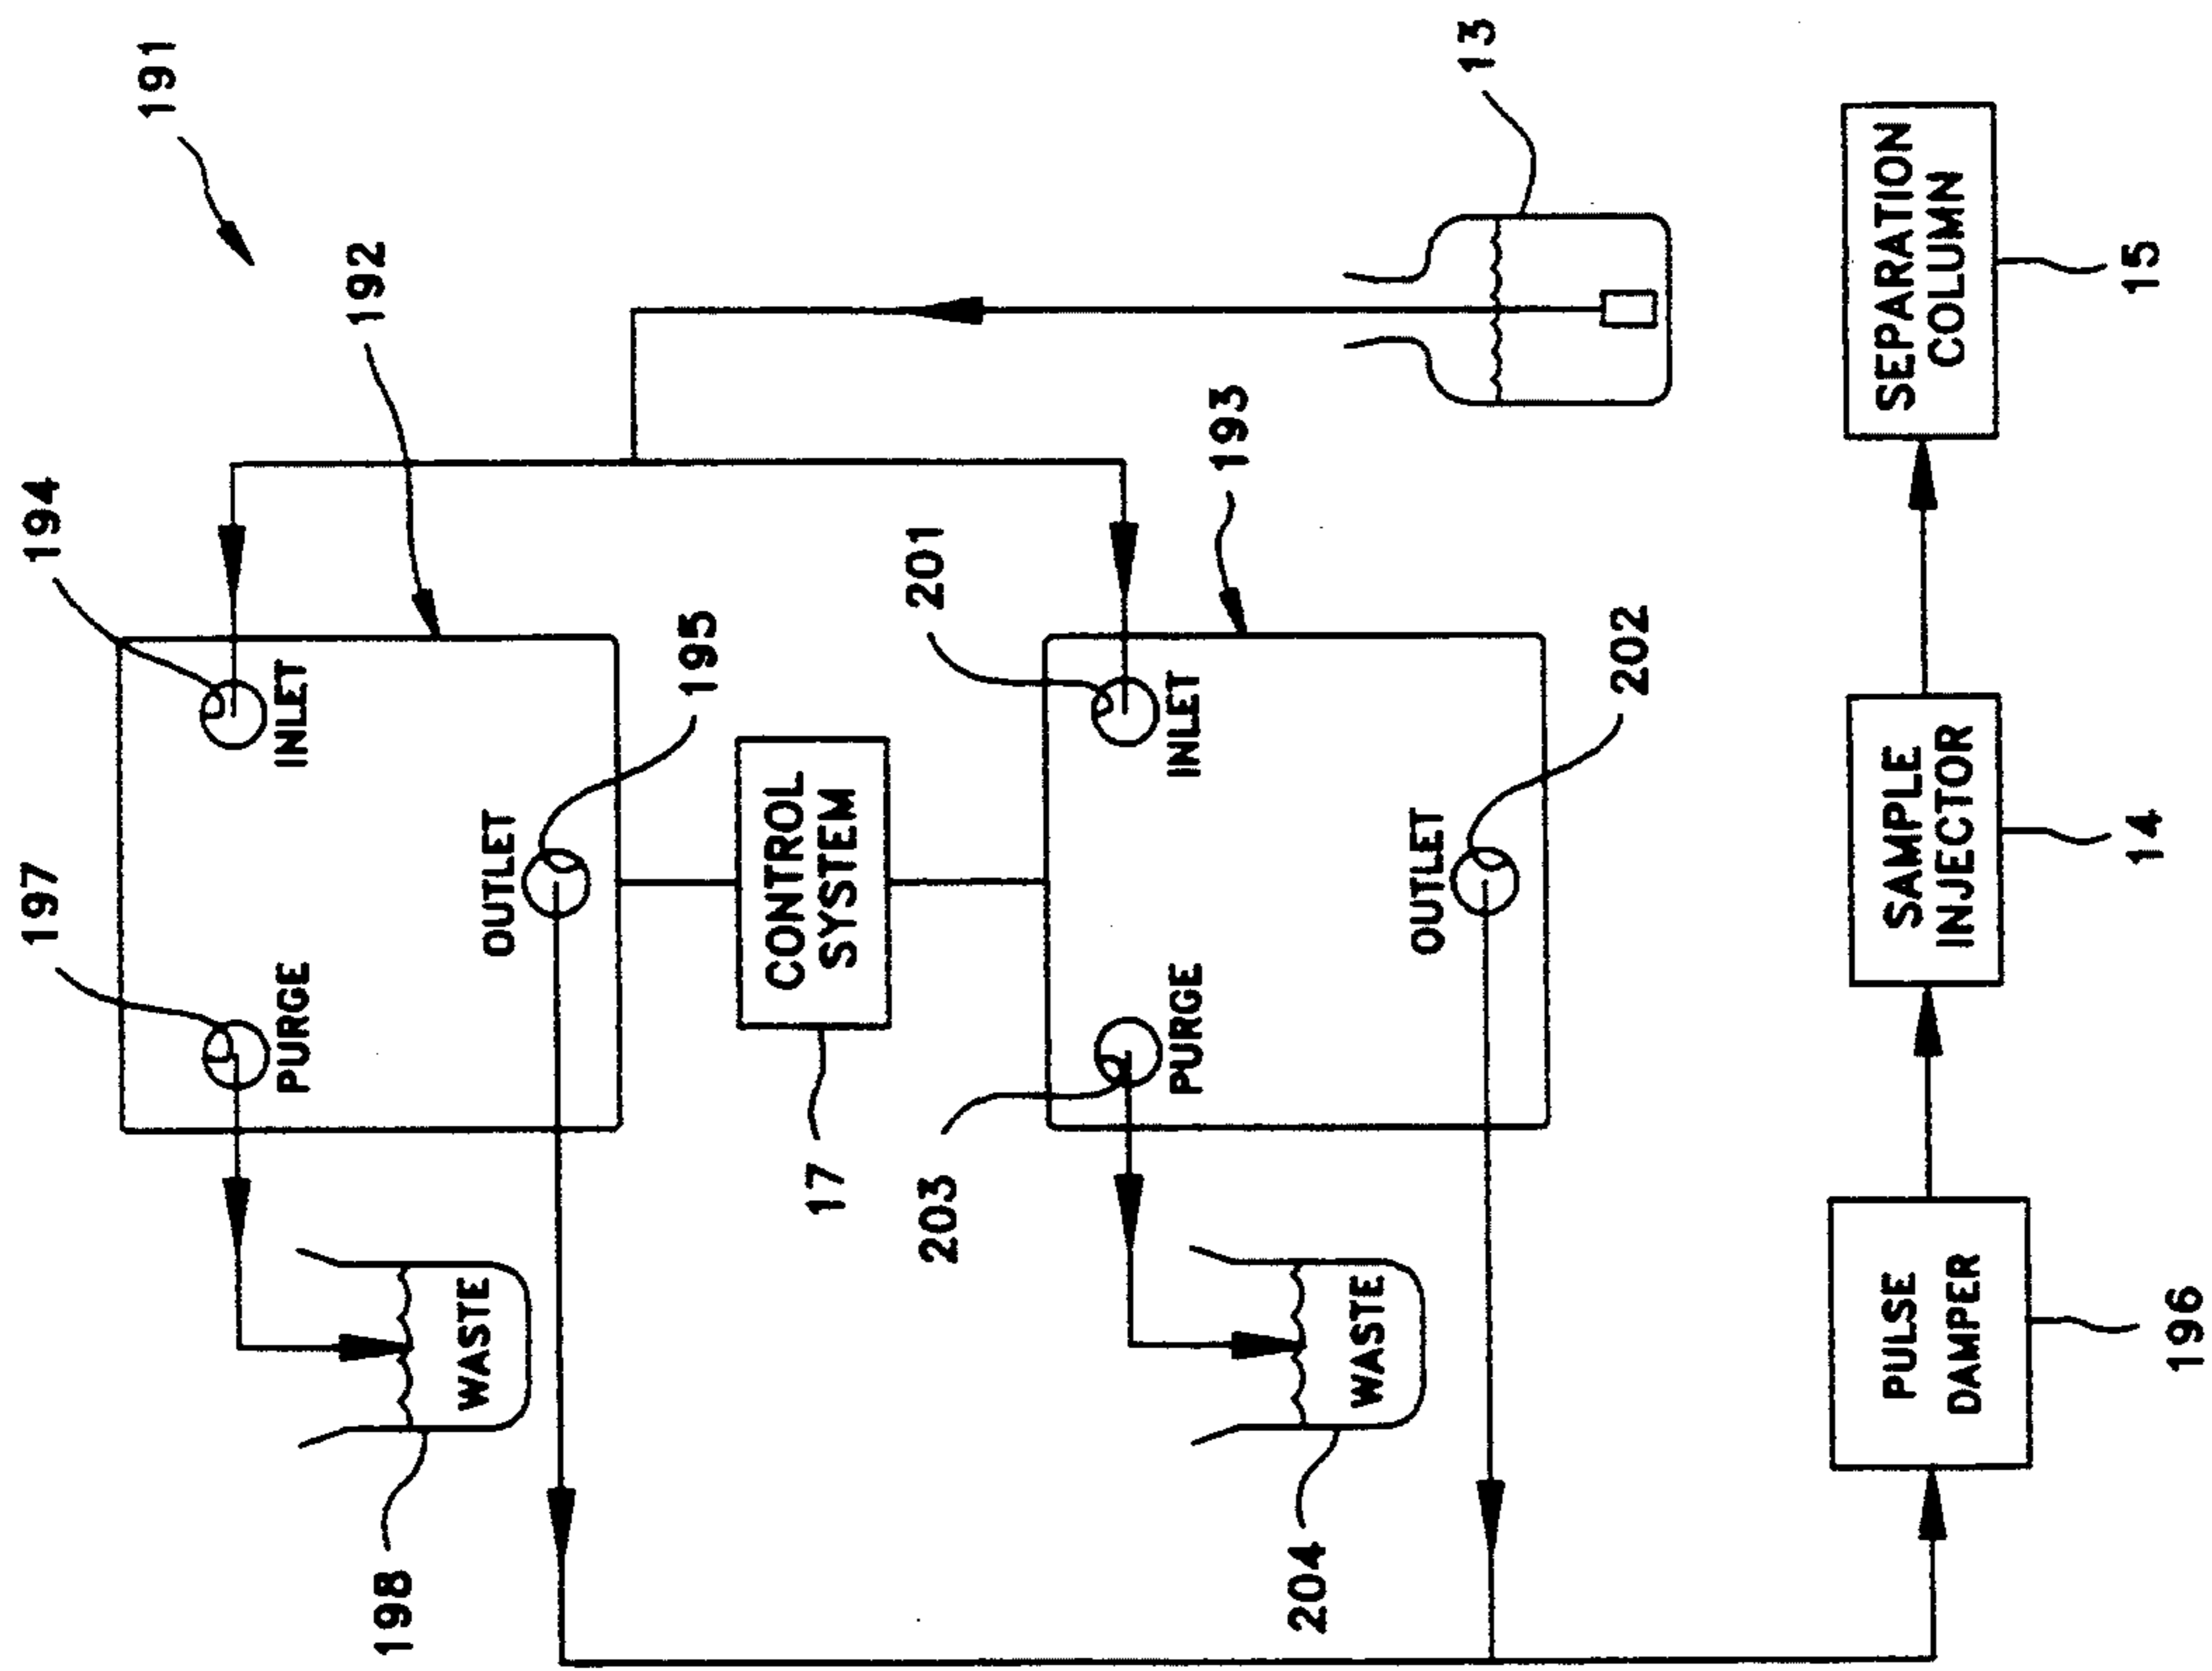 191
192
194
INLET
197
PURGE
OUTLET
195
198
WASTE
CONTROL
SYSTEM
17
193
201
INLET
203
PURGE
OUTLET
202
204
WASTE
13
PULSE
DAMPER
196
SAMPLE
INJECTOR
14
SEPARATION
COLUMN
15